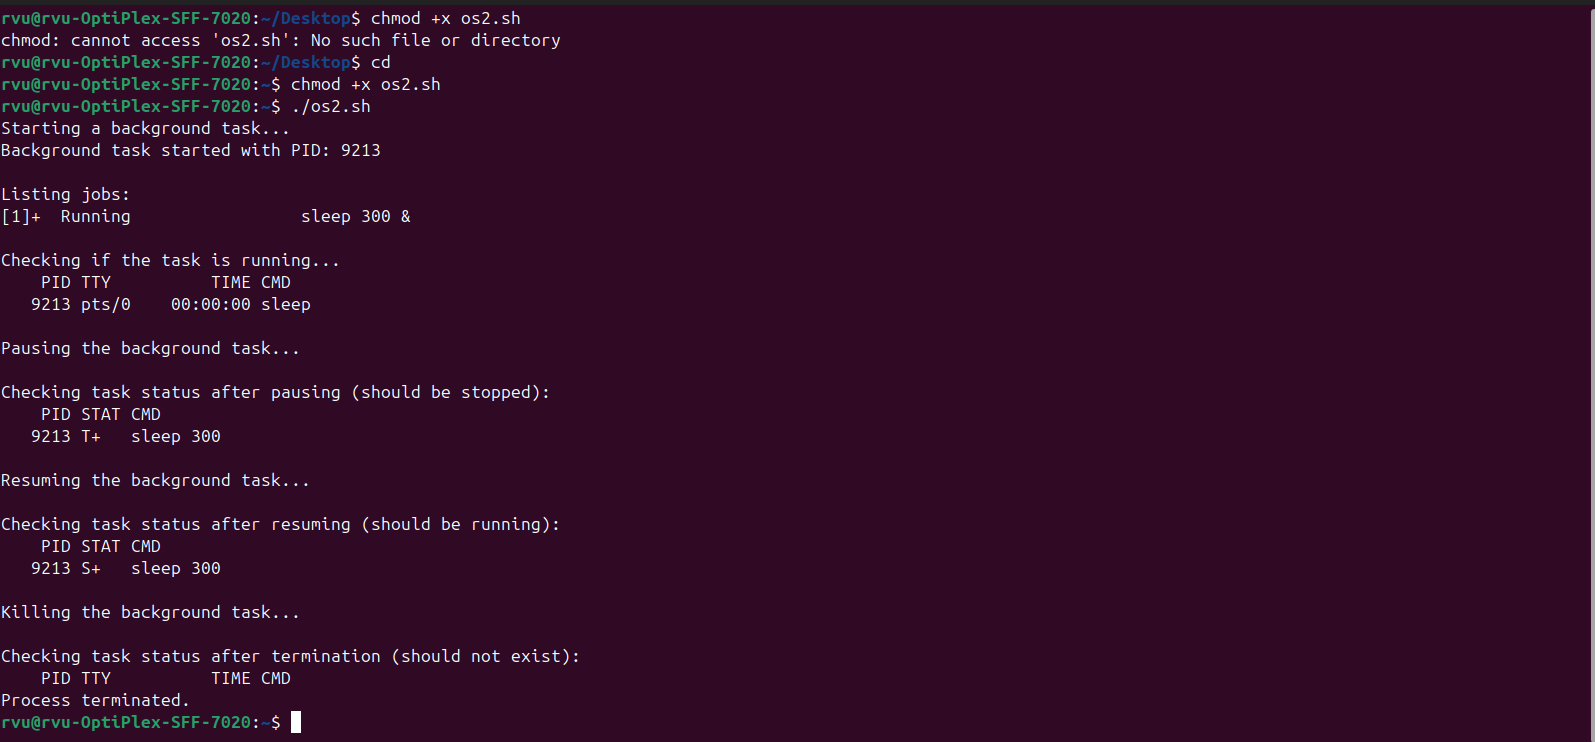 rvu@rvu-OptiPlex-SFF-7020:~/Desktop$ chmod +x os2.sh
chmod: cannot access 'os2.sh': No such file or directory
rvu@rvu-OptiPlex-SFF-7020:~/Desktop$ cd
rvu@rvu-OptiPlex-SFF-7020:~$ chmod +x os2.sh
rvu@rvu-OptiPlex-SFF-7020:~$ ./os2.sh
Starting a background task...
Background task started with PID: 9213
Listing jobs:
[1]+  Running                 sleep 300 &
Checking if the task is running...
    PID TTY          TIME CMD
   9213 pts/0    00:00:00 sleep
Pausing the background task...
Checking task status after pausing (should be stopped):
    PID STAT CMD
   9213 T+   sleep 300
Resuming the background task...
Checking task status after resuming (should be running):
    PID STAT CMD
   9213 S+   sleep 300
Killing the background task...
Checking task status after termination (should not exist):
    PID TTY          TIME CMD
Process terminated.
rvu@rvu-OptiPlex-SFF-7020:~$